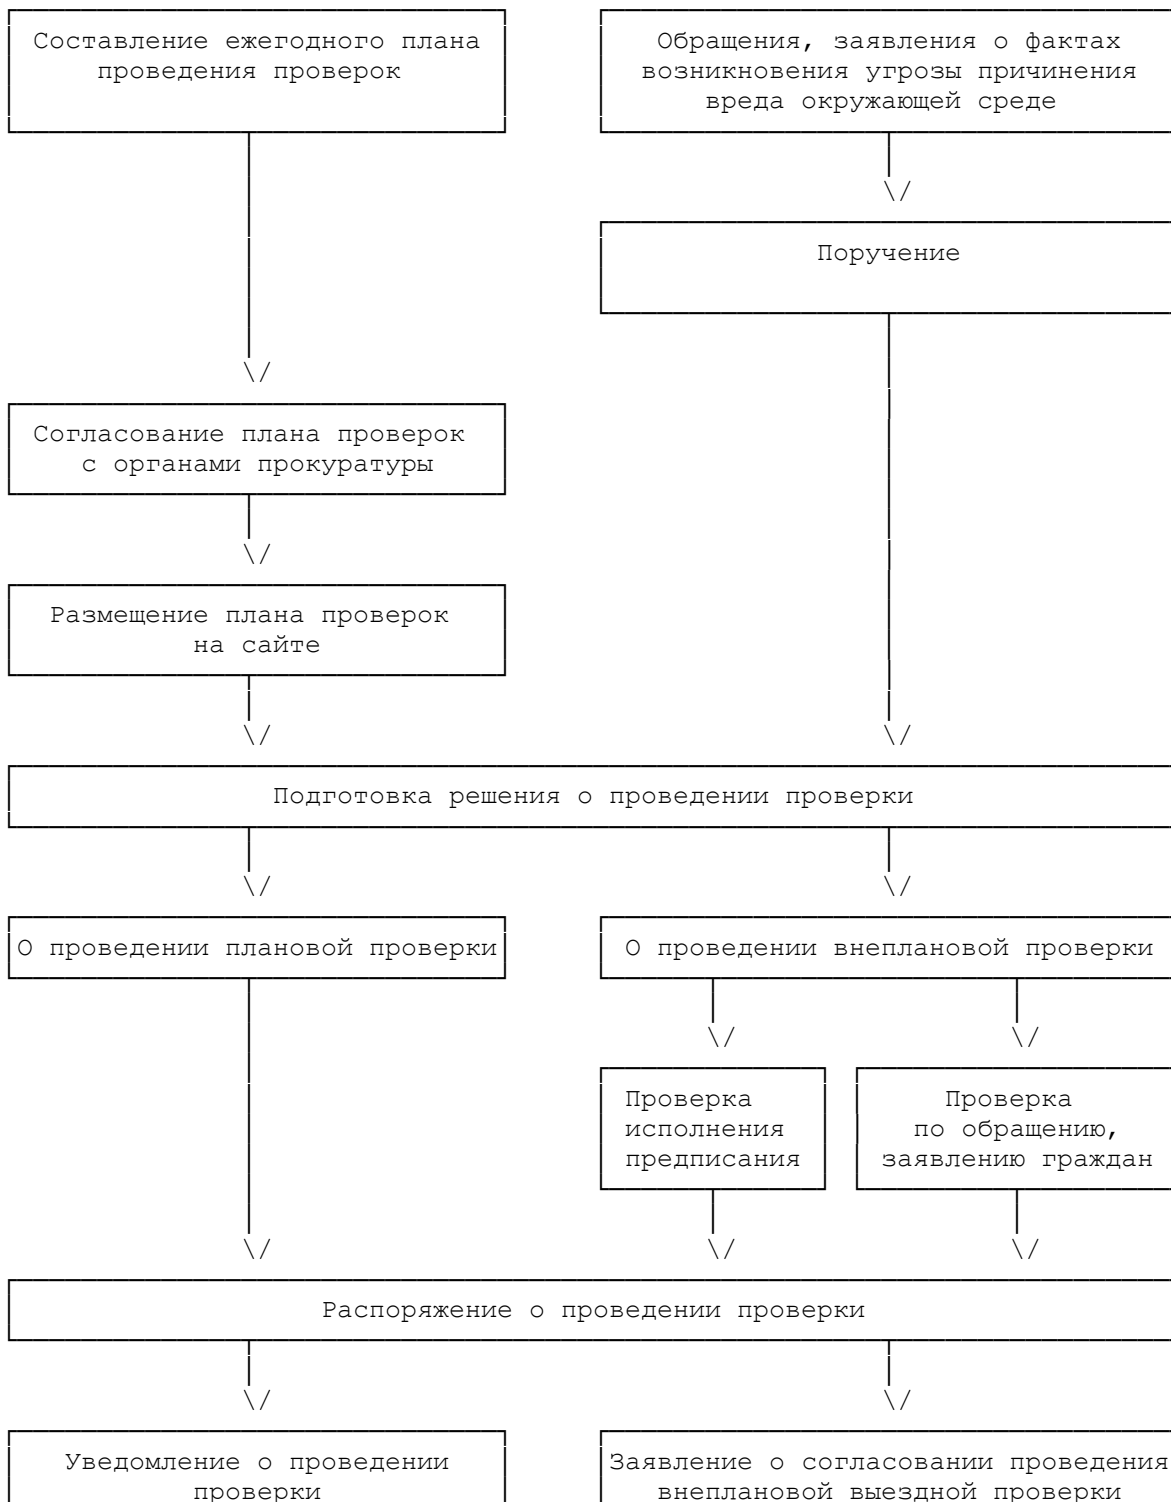 Составление ежегодного плана
проведения проверок
Обращения, заявления о фактах
возникновения угрозы причинения
вреда окружающей среде
Поручение
Согласование плана проверок
с органами прокуратуры
Размещение плана проверок
на сайте
Подготовка решения о проведении проверки
О проведении плановой проверки
О проведении внеплановой проверки
Проверка
исполнения
предписания
Проверка
по обращению,
заявлению граждан
Распоряжение о проведении проверки
Уведомление о проведении
проверки
Заявление о согласовании проведения
внеплановой выездной проверки